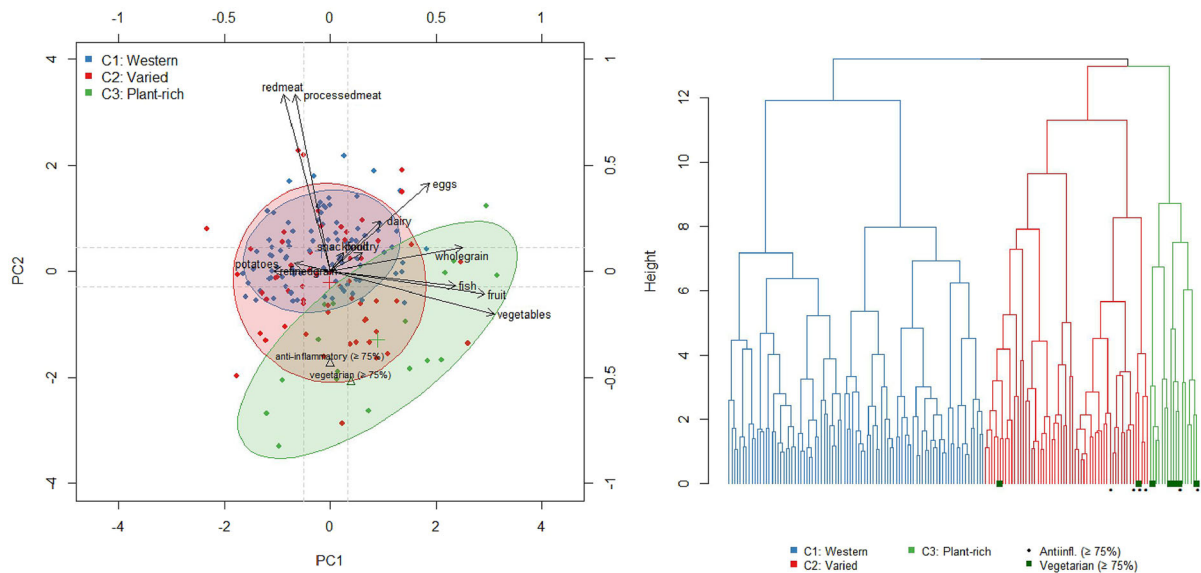 -1 -0.5 0 0.5 1
C1: Western
C2: Varied
C3: Plant-rich
redmeat
processedmeat
eggs
dairy
wholegrain
potatoes
refinedgrain
fish
fruit
vegetables
anti-inflammatory (≥ 75%)
vegetarian (≥ 75%)
4
2
0
-2
-4
PC2
1
0.5
0
-0.5
-1
-4 -2 0 2 4
PC1
12
10
8
6
4
2
0
Height
C1: Western
C2: Varied
C3: Plant-rich
Antiinfl. (≥ 75%)
Vegetarian (≥ 75%)